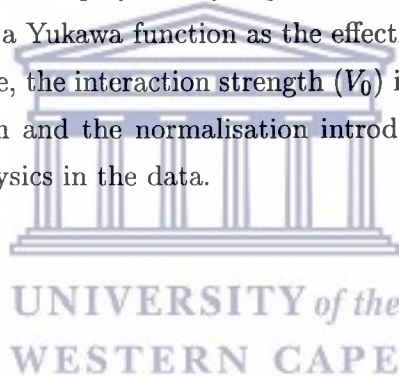 a Yukawa function as the effect
e, the interaction strength (V₀) i
n and the normalisation introd
ysics in the data.
UNIVERSITY of the
WESTERN CAPE